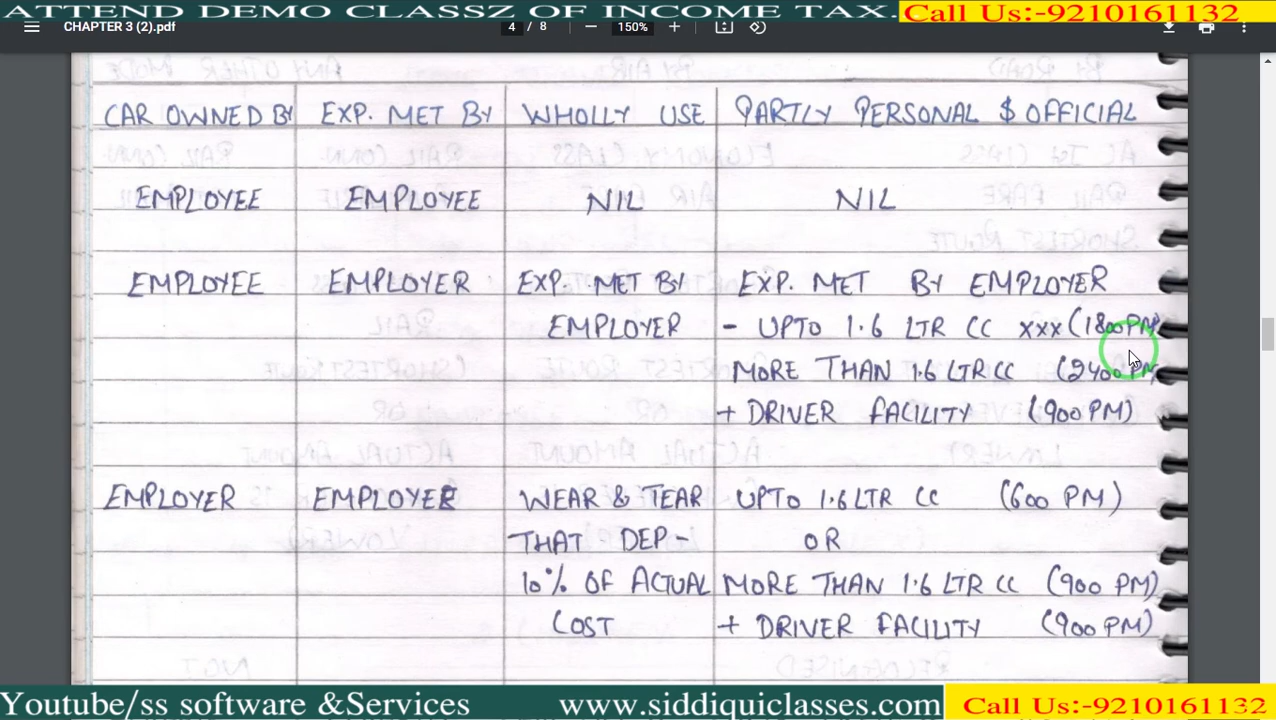 ATTEND DEMO CLASSZ OF INCOME TAX.
Call Us:-9210161132
CHAPTER 3 (2).pdf
4 / 8
150%
CAR OWNED BY EXP. MET BY WHOLLY USE PARTLY PERSONAL $ OFFICIAL
EMPLOYEE EMPLOYEE NIL NIL
EMPLOYEE EMPLOYER EXP. MET BY EXP. MET BY EMPLOYER
EMPLOYER - UPTO 1.6 LTR CC xxx (1800 PM)
MORE THAN 1.6 LTR CC (2400 PM)
+ DRIVER FACILITY (900 PM)
EMPLOYER EMPLOYEE WEAR & TEAR UPTO 1.6 LTR CC (600 PM)
THAT DEP - OR
10% OF ACTUAL MORE THAN 1.6 LTR CC (900 PM)
COST + DRIVER FACILITY (900 PM)
Youtube/ss software &Services
www.siddiquiclasses.com
Call Us:-9210161132